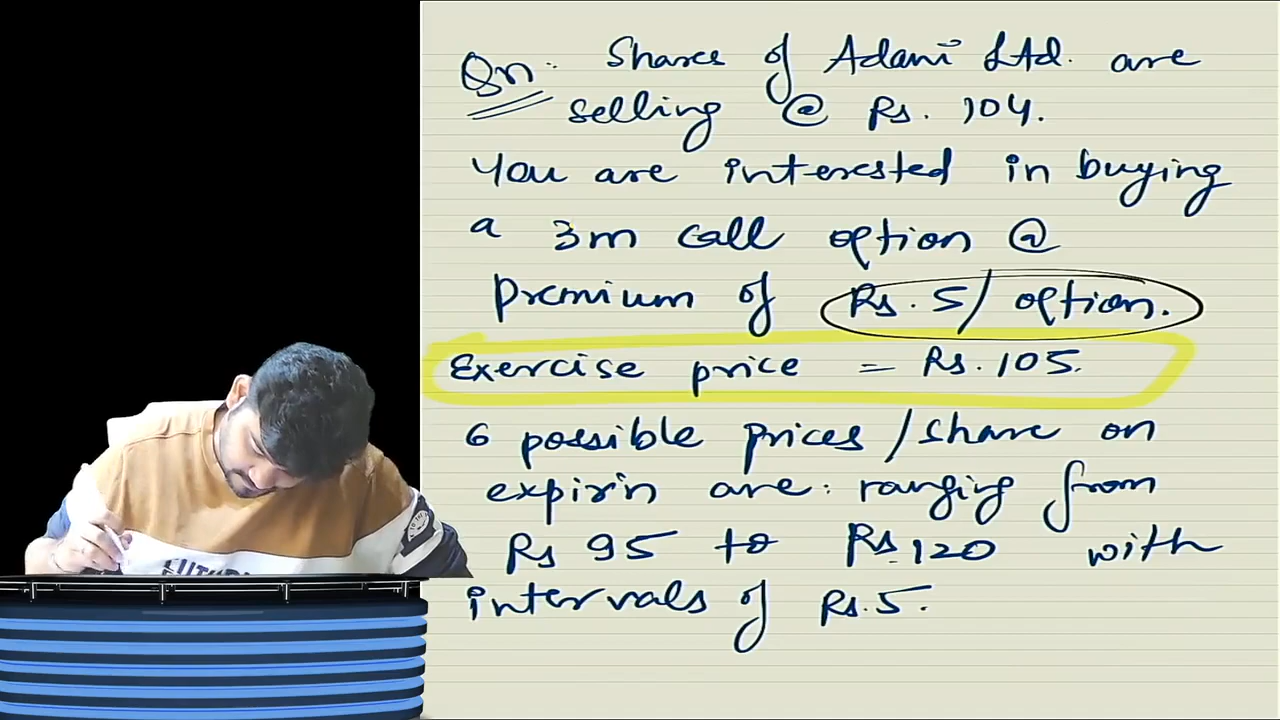 Qn: Shares of Adani Ltd. are
selling @ Rs. 104.
You are interested in buying
a 3m call option @
premium of Rs. 5/ option.
Exercise price = Rs. 105.
6 possible prices /share on
expirin are: ranging from
Rs 95 to Rs. 120 with
intervals of Rs. 5.